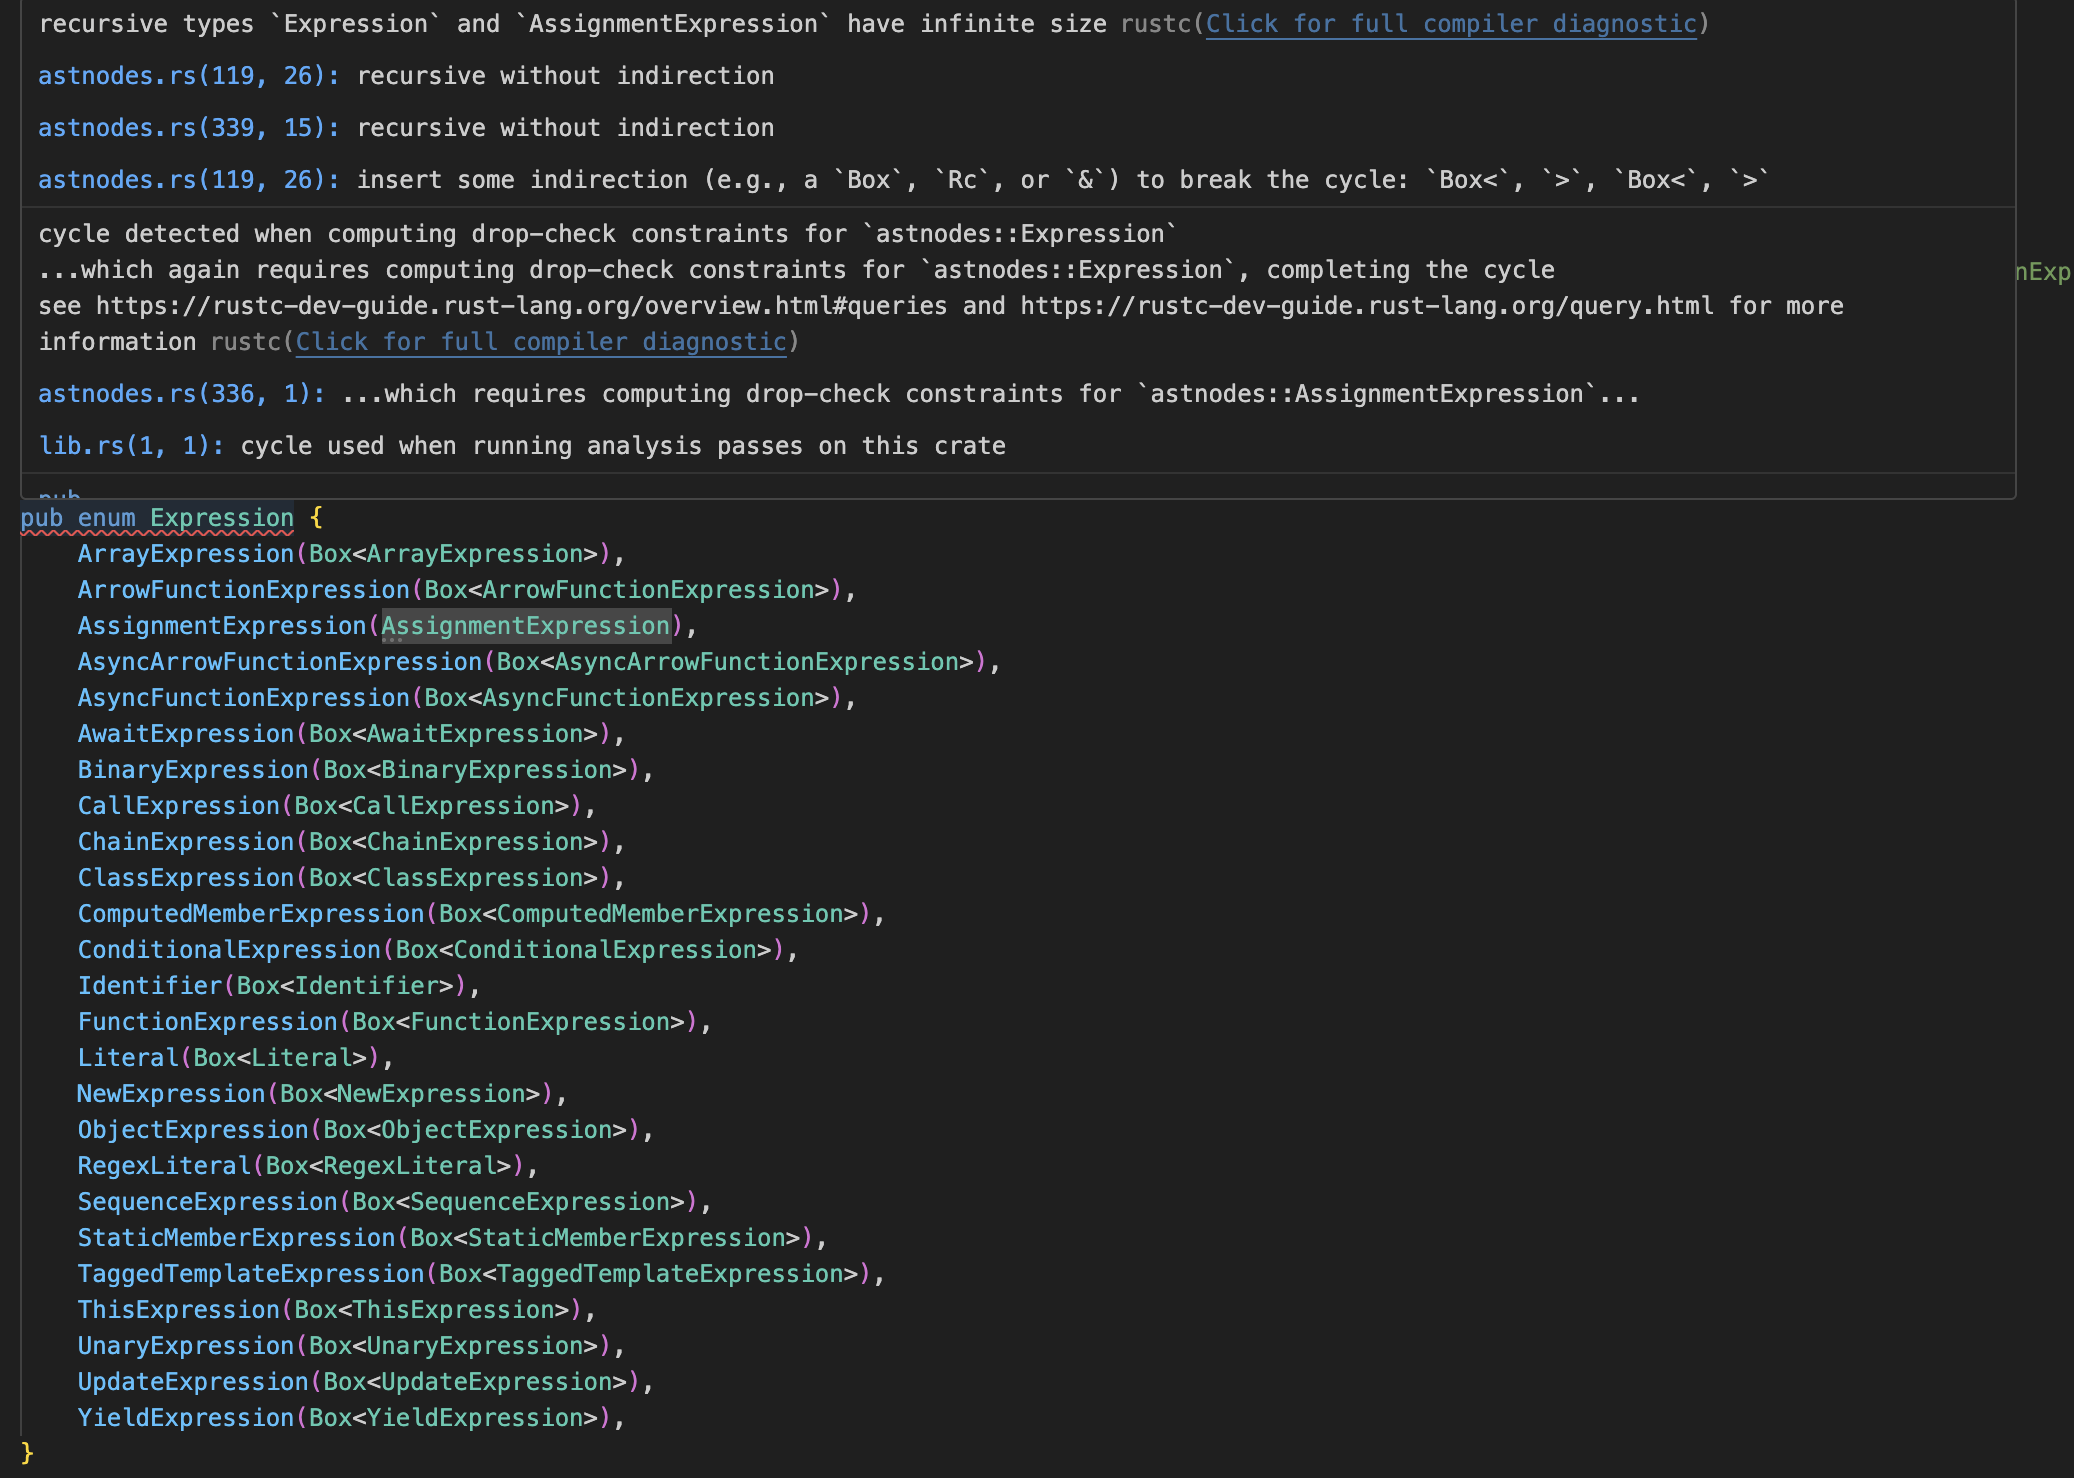 recursive types `Expression` and `AssignmentExpression` have infinite size rustc(Click for full compiler diagnostic)
astnodes.rs(119, 26): recursive without indirection
astnodes.rs(339, 15): recursive without indirection
astnodes.rs(119, 26): insert some indirection (e.g., a `Box`, `Rc`, or `&`) to break the cycle: `Box<`, `>`, `Box<`, `>`
cycle detected when computing drop-check constraints for `astnodes::Expression`
...which again requires computing drop-check constraints for `astnodes::Expression`, completing the cycle
nExp
see https://rustc-dev-guide.rust-lang.org/overview.html#queries and https://rustc-dev-guide.rust-lang.org/query.html for more
information rustc(Click for full compiler diagnostic)
astnodes.rs(336, 1): ...which requires computing drop-check constraints for `astnodes::AssignmentExpression`...
lib.rs(1, 1): cycle used when running analysis passes on this crate
pub
pub enum Expression {
    ArrayExpression(Box<ArrayExpression>),
    ArrowFunctionExpression(Box<ArrowFunctionExpression>),
    AssignmentExpression(AssignmentExpression),
    AsyncArrowFunctionExpression(Box<AsyncArrowFunctionExpression>),
    AsyncFunctionExpression(Box<AsyncFunctionExpression>),
    AwaitExpression(Box<AwaitExpression>),
    BinaryExpression(Box<BinaryExpression>),
    CallExpression(Box<CallExpression>),
    ChainExpression(Box<ChainExpression>),
    ClassExpression(Box<ClassExpression>),
    ComputedMemberExpression(Box<ComputedMemberExpression>),
    ConditionalExpression(Box<ConditionalExpression>),
    Identifier(Box<Identifier>),
    FunctionExpression(Box<FunctionExpression>),
    Literal(Box<Literal>),
    NewExpression(Box<NewExpression>),
    ObjectExpression(Box<ObjectExpression>),
    RegexLiteral(Box<RegexLiteral>),
    SequenceExpression(Box<SequenceExpression>),
    StaticMemberExpression(Box<StaticMemberExpression>),
    TaggedTemplateExpression(Box<TaggedTemplateExpression>),
    ThisExpression(Box<ThisExpression>),
    UnaryExpression(Box<UnaryExpression>),
    UpdateExpression(Box<UpdateExpression>),
    YieldExpression(Box<YieldExpression>),
}